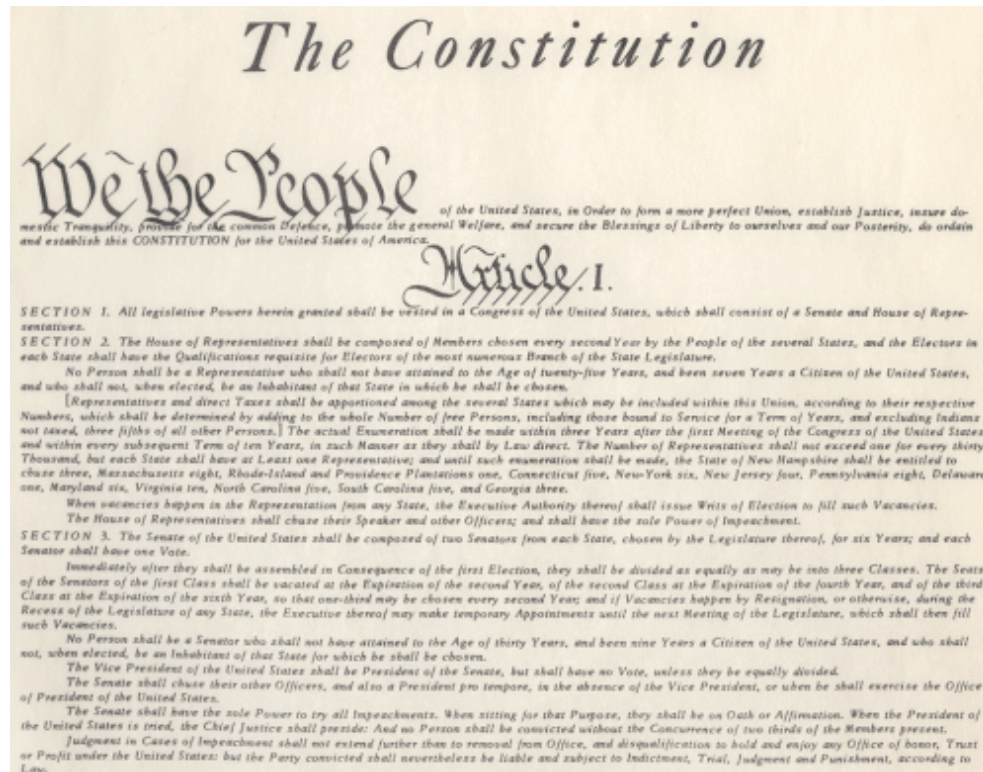 The Constitution
We the People
of the United States, in Order to form a more perfect Union, establish Justice, insure do-
mestic Tranquility, provide for the common Defence, promote the general Welfare, and secure the Blessings of Liberty to ourselves and our Posterity, do ordain
and establish this CONSTITUTION for the United States of America.
Article. I.
SECTION 1. All legislative Powers herein granted shall be vested in a Congress of the United States, which shall consist of a Senate and House of Repre-
sentatives.
SECTION 2. The House of Representatives shall be composed of Members chosen every second Year by the People of the several States, and the Electors in
each State shall have the Qualifications requisite for Electors of the most numerous Branch of the State Legislature.
No Person shall be a Representative who shall not have attained to the Age of twenty-five Years, and been seven Years a Citizen of the United States,
and who shall not, when elected, be an Inhabitant of that State in which he shall be chosen.
[Representatives and direct Taxes shall be apportioned among the several States which may be included within this Union, according to their respective
Numbers, which shall be determined by adding to the whole Number of free Persons, including those bound to Service for a Term of Years, and excluding Indians
not taxed, three fifths of all other Persons.] The actual Enumeration shall be made within three Years after the first Meeting of the Congress of the United States
and within every subsequent Term of ten Years, in such Manner as they shall by Law direct. The Number of Representatives shall not exceed one for every thirty
Thousand, but each State shall have at Least one Representative; and until such enumeration shall be made, the State of New Hampshire shall be entitled to
chuse three, Massachusetts eight, Rhode-Island and Providence Plantations one, Connecticut five, New-York six, New Jersey four, Pennsylvania eight, Delaware
one, Maryland six, Virginia ten, North Carolina five, South Carolina five, and Georgia three.
When vacancies happen in the Representation from any State, the Executive Authority thereof shall issue Writs of Election to fill such Vacancies.
The House of Representatives shall chuse their Speaker and other Officers; and shall have the sole Power of Impeachment.
SECTION 3. The Senate of the United States shall be composed of two Senators from each State, chosen by the Legislature thereof, for six Years; and each
Senator shall have one Vote.
Immediately after they shall be assembled in Consequence of the first Election, they shall be divided as equally as may be into three Classes. The Seats
of the Senators of the first Class shall be vacated at the Expiration of the second Year, of the second Class at the Expiration of the fourth Year, and of the third
Class at the Expiration of the sixth Year, so that one-third may be chosen every second Year; and if Vacancies happen by Resignation, or otherwise, during the
Recess of the Legislature of any State, the Executive thereof may make temporary Appointments until the next Meeting of the Legislature, which shall then fill
such Vacancies.
No Person shall be a Senator who shall not have attained to the Age of thirty Years, and been nine Years a Citizen of the United States, and who shall
not, when elected, be an Inhabitant of that State for which he shall be chosen.
The Vice President of the United States shall be President of the Senate, but shall have no Vote, unless they be equally divided.
The Senate shall chuse their other Officers, and also a President pro tempore, in the absence of the Vice President, or when he shall exercise the Office
of President of the United States.
The Senate shall have the sole Power to try all Impeachments. When sitting for that Purpose, they shall be on Oath or Affirmation. When the President of
the United States is tried, the Chief Justice shall preside: And no Person shall be convicted without the Concurrence of two thirds of the Members present.
Judgment in Cases of Impeachment shall not extend further than to removal from Office, and disqualification to hold and enjoy any Office of honor, Trust
or Profit under the United States: but the Party convicted shall nevertheless be liable and subject to Indictment, Trial, Judgment and Punishment, according to
Law.